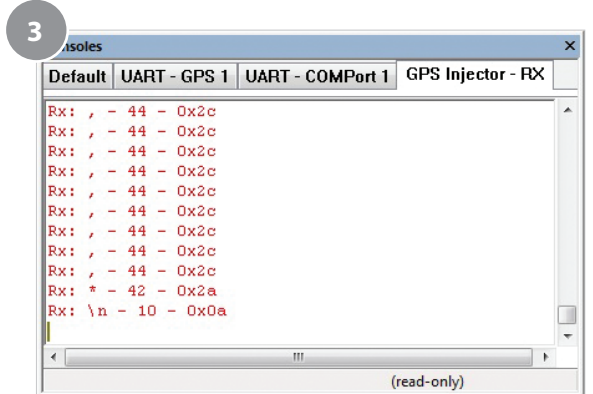 3
nsoles
Default UART - GPS 1 UART - COMPort 1 GPS Injector - RX
Rx: , - 44 - 0x2c
Rx: , - 44 - 0x2c
Rx: , - 44 - 0x2c
Rx: , - 44 - 0x2c
Rx: , - 44 - 0x2c
Rx: , - 44 - 0x2c
Rx: , - 44 - 0x2c
Rx: , - 44 - 0x2c
Rx: , - 44 - 0x2c
Rx: * - 42 - 0x2a
Rx: \n - 10 - 0x0a
(read-only)